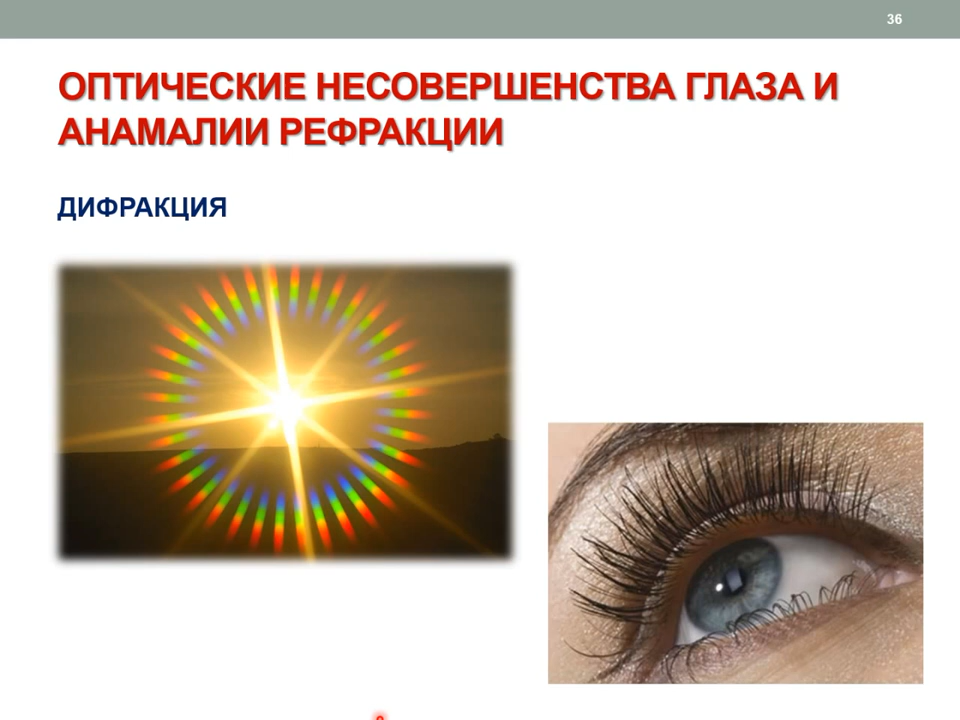 36
ОПТИЧЕСКИЕ НЕСОВЕРШЕНСТВА ГЛАЗА И
АНАМАЛИИ РЕФРАКЦИИ
ДИФРАКЦИЯ